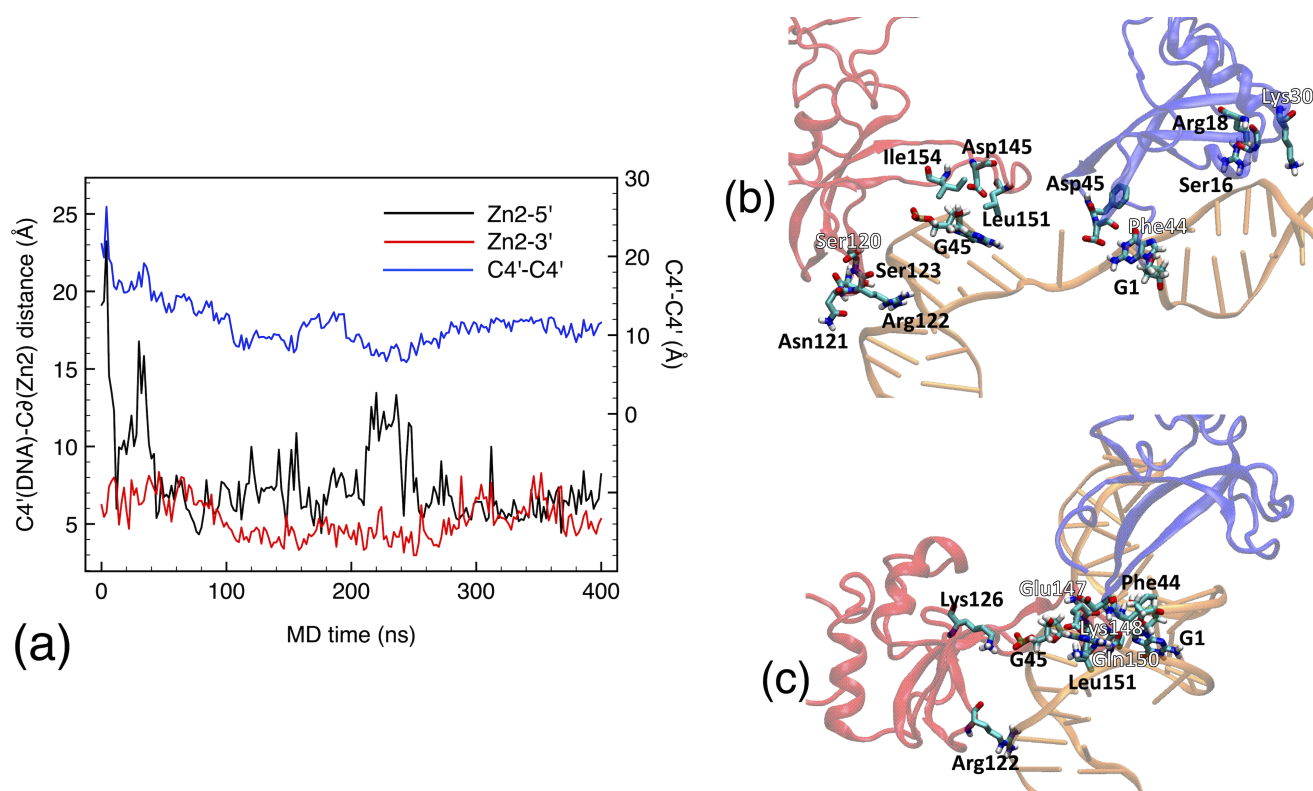 (a)
C4'(DNA)-C∂(Zn2) distance (Å)
25
20
15
10
5
Zn2-5'
Zn2-3'
C4'-C4'
30
20
10
0
C4'-C4' (Å)
0
100
200
300
400
MD time (ns)
(b)
Lys30
Arg18
Ile154
Asp145
Asp45
Ser16
Leu151
Phe44
G45
Ser120
Ser123
G1
Arg122
Asn121
(c)
Glu147
Phe44
Lys126
Lys148
G1
G45
Gln150
Leu151
Arg122